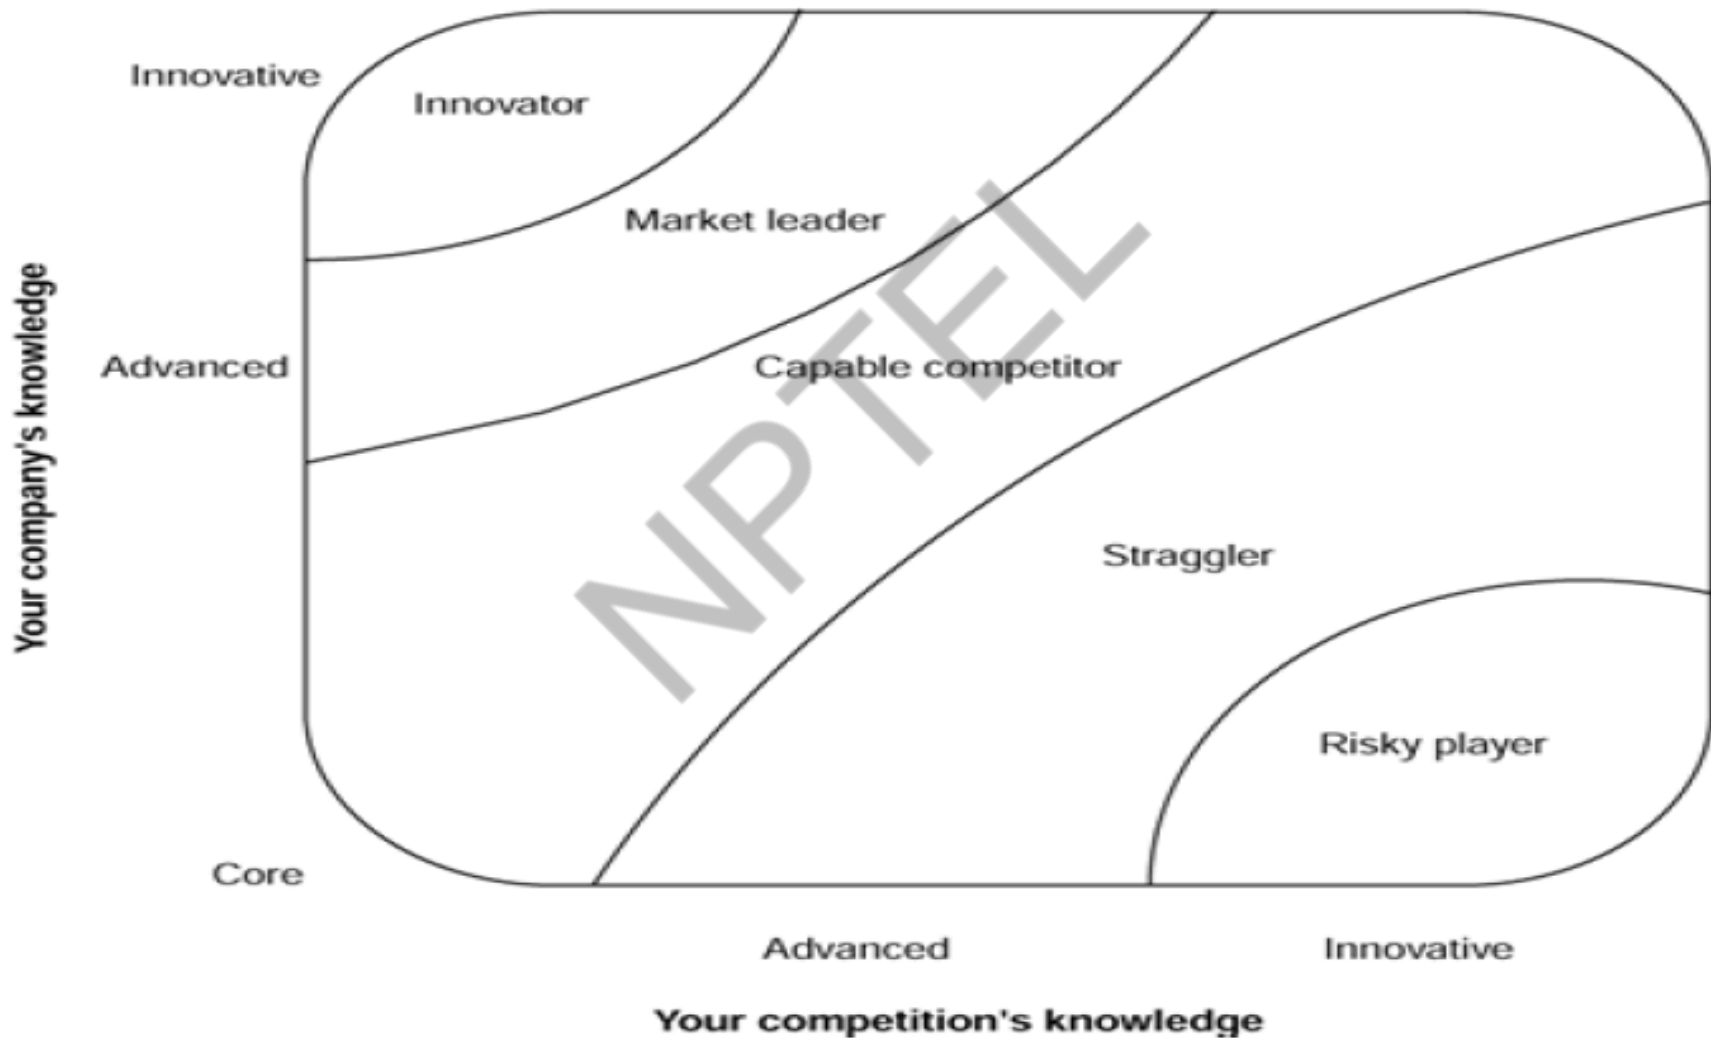 Innovative
Innovator
Market leader
Your company's knowledge
Advanced
Capable competitor
NPTEL
Straggler
Risky player
Core
Advanced
Innovative
Your competition's knowledge